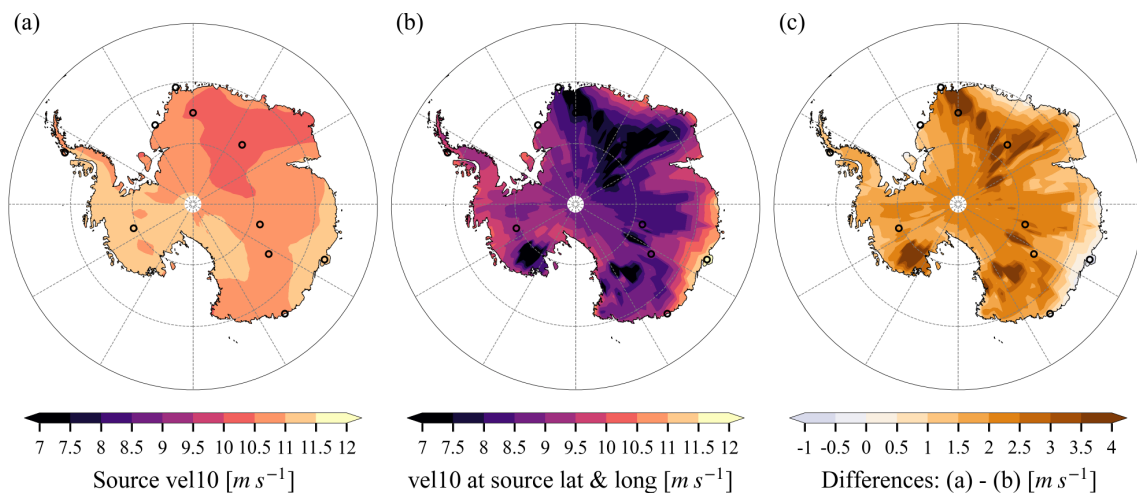 (a) (b) (c)
7 7.5 8 8.5 9 9.5 10 10.5 11 11.5 12
Source vel10 [m s⁻¹]
7 7.5 8 8.5 9 9.5 10 10.5 11 11.5 12
vel10 at source lat & long [m s⁻¹]
-1 -0.5 0 0.5 1 1.5 2 2.5 3 3.5 4
Differences: (a) - (b) [m s⁻¹]